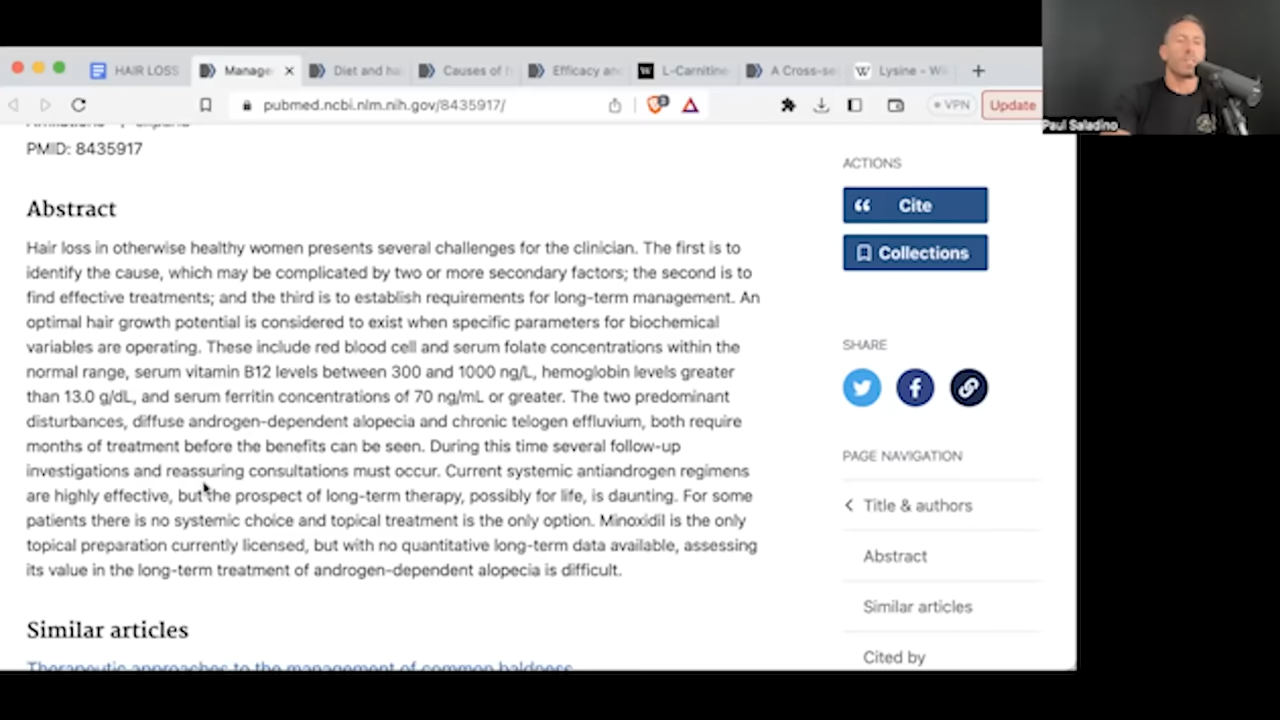 HAIR LOSS
Manage
Diet and ha
Causes of h
Efficacy an
L-Carnitine
A Cross-se
Lysine - Wi
pubmed.ncbi.nlm.nih.gov/8435917/
VPN
Update
Paul Saladino
PMID: 8435917
Abstract
Hair loss in otherwise healthy women presents several challenges for the clinician. The first is to
identify the cause, which may be complicated by two or more secondary factors; the second is to
find effective treatments; and the third is to establish requirements for long-term management. An
optimal hair growth potential is considered to exist when specific parameters for biochemical
variables are operating. These include red blood cell and serum folate concentrations within the
normal range, serum vitamin B12 levels between 300 and 1000 ng/L, hemoglobin levels greater
than 13.0 g/dL, and serum ferritin concentrations of 70 ng/mL or greater. The two predominant
disturbances, diffuse androgen-dependent alopecia and chronic telogen effluvium, both require
months of treatment before the benefits can be seen. During this time several follow-up
investigations and reassuring consultations must occur. Current systemic antiandrogen regimens
are highly effective, but the prospect of long-term therapy, possibly for life, is daunting. For some
patients there is no systemic choice and topical treatment is the only option. Minoxidil is the only
topical preparation currently licensed, but with no quantitative long-term data available, assessing
its value in the long-term treatment of androgen-dependent alopecia is difficult.
Similar articles
Therapeutic approaches to the management of common baldness
ACTIONS
Cite
Collections
SHARE
PAGE NAVIGATION
Title & authors
Abstract
Similar articles
Cited by